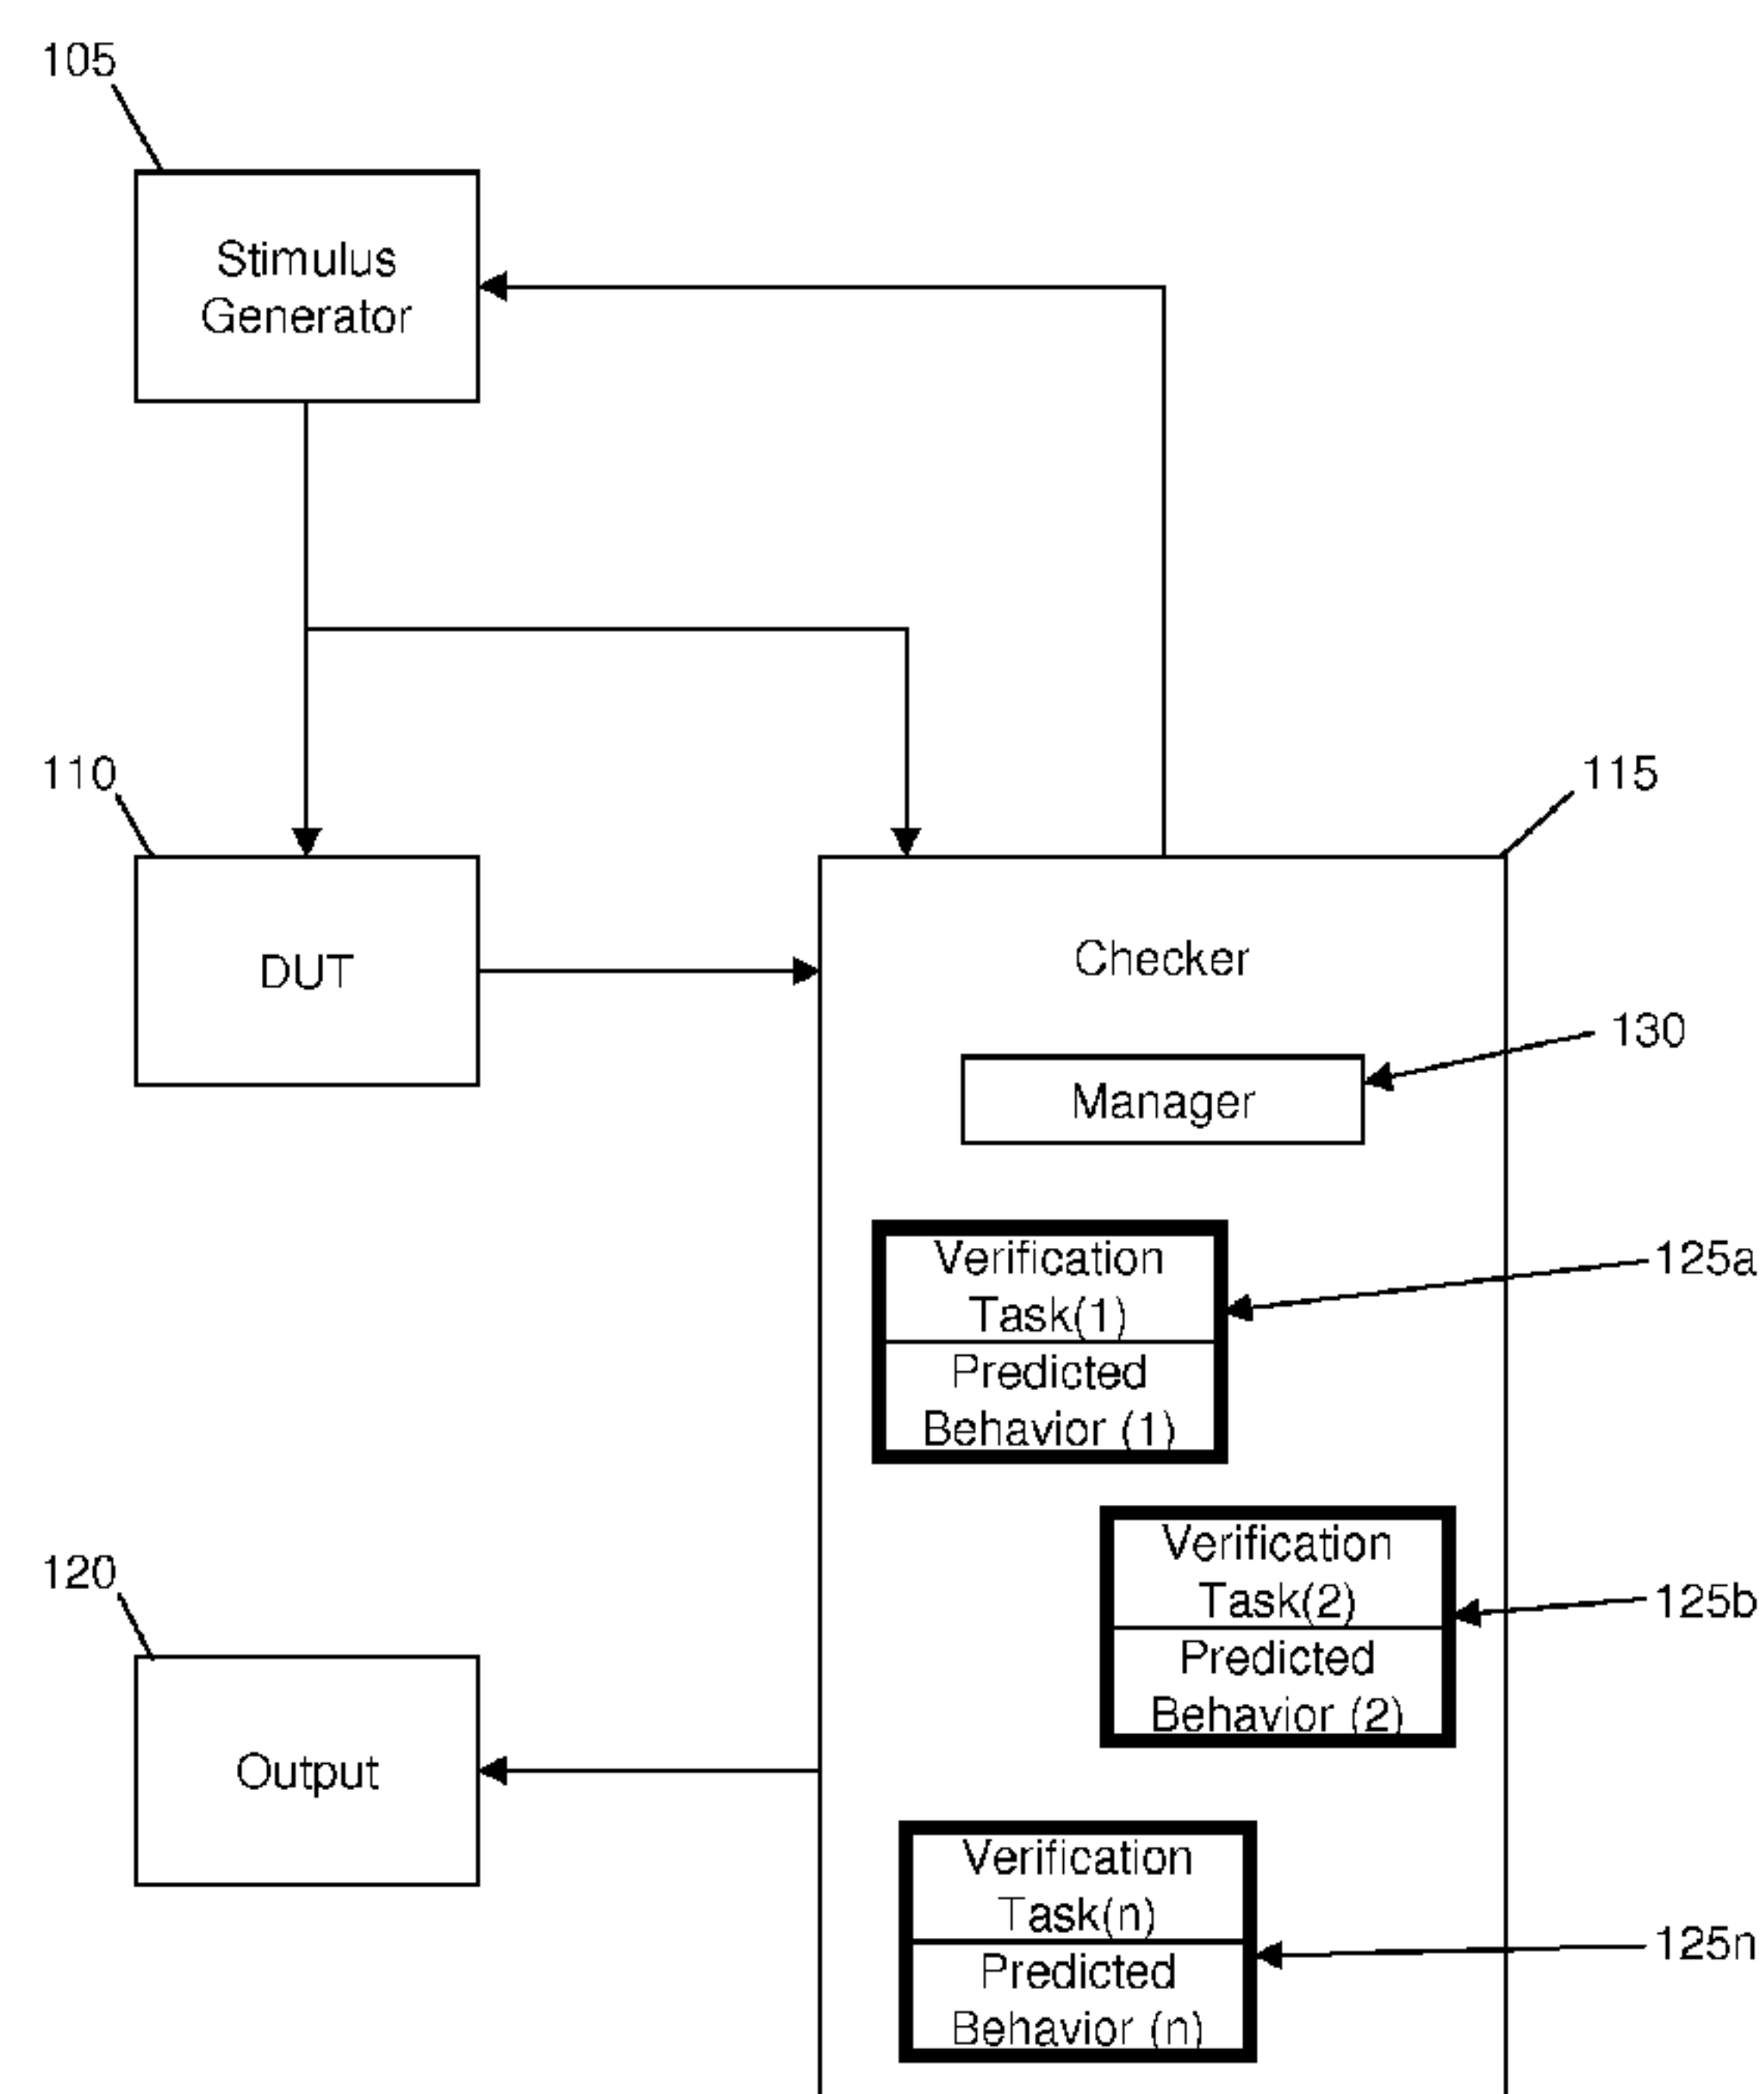 105
Stimulus
Generator
110
115
DUT
Checker
130
Manager
Verification
Task(1)
125a
Predicted
Behavior (1)
Verification
Task(2)
125b
Predicted
Behavior (2)
120
Output
Verification
Task(n)
125n
Predicted
Behavior (n)